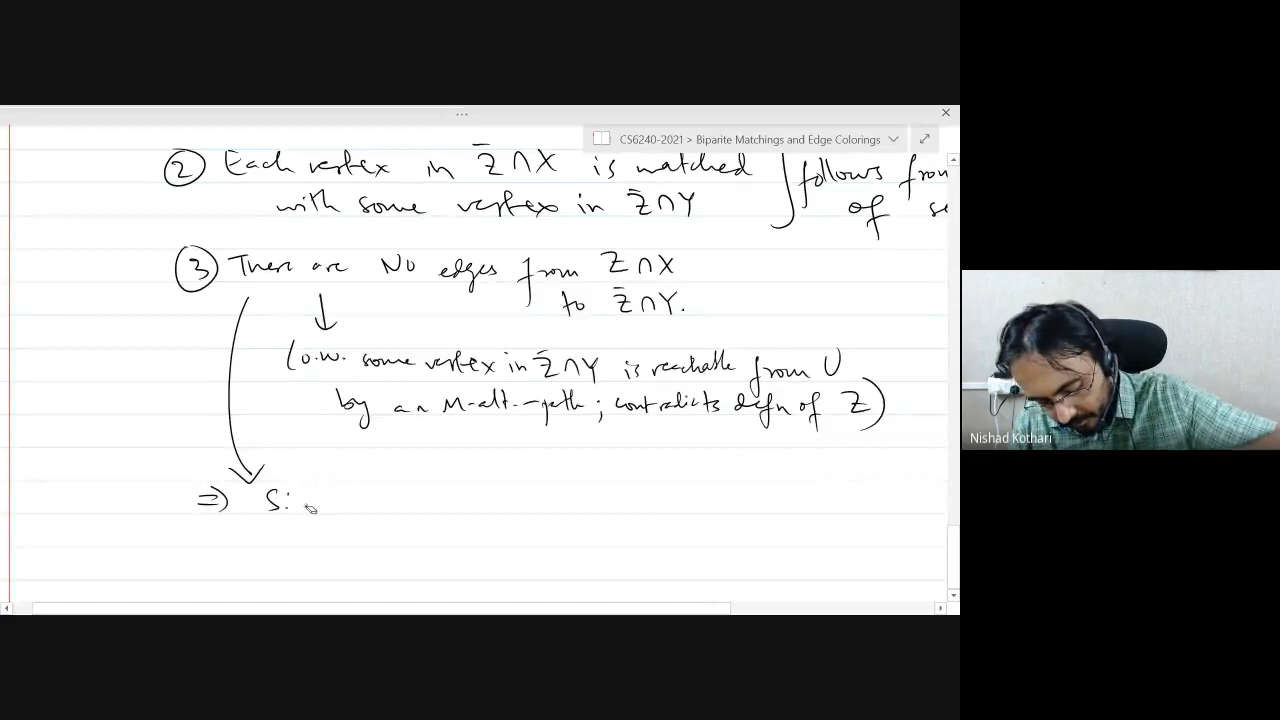 CS6240-2021 > Biparite Matchings and Edge Colorings
② Each vertex in Z̄∩X is matched
with some vertex in Z̄∩Y
follows from
of
③ There are No edges from Z∩X
to Z̄∩Y.
(o.w. some vertex in Z̄∩Y is reachable from U
by an M-alt.-path; contradicts defn of Z)
⇒ S:
Nishad Kothari